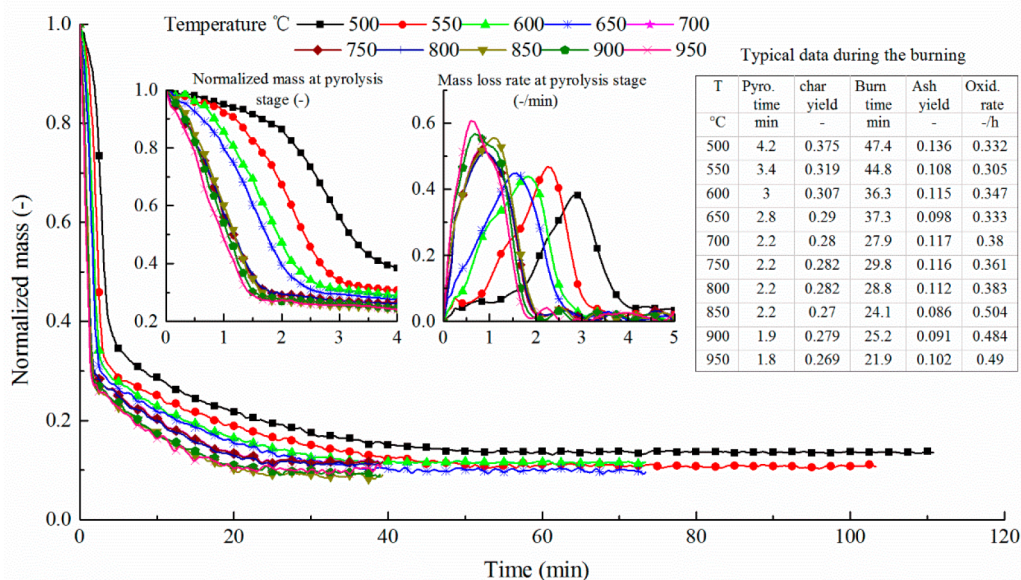 Temperature ℃ 500 550 600 650 700
750 800 850 900 950
Normalized mass at pyrolysis
stage (-)
1.0
0.8
0.6
0.4
0.2
0 1 2 3 4
Mass loss rate at pyrolysis stage
(-/min)
0.6
0.4
0.2
0.0
0 1 2 3 4 5
Typical data during the burning
T Pyro. char Burn Ash Oxid.
time yield time yield rate
℃ min - min - -/h
500 4.2 0.375 47.4 0.136 0.332
550 3.4 0.319 44.8 0.108 0.305
600 3 0.307 36.3 0.115 0.347
650 2.8 0.29 37.3 0.098 0.333
700 2.2 0.28 27.9 0.117 0.38
750 2.2 0.282 29.8 0.116 0.361
800 2.2 0.282 28.8 0.112 0.383
850 2.2 0.27 24.1 0.086 0.504
900 1.9 0.279 25.2 0.091 0.484
950 1.8 0.269 21.9 0.102 0.49
Normalized mass (-)
1.0
0.8
0.6
0.4
0.2
0.0
0 20 40 60 80 100 120
Time (min)